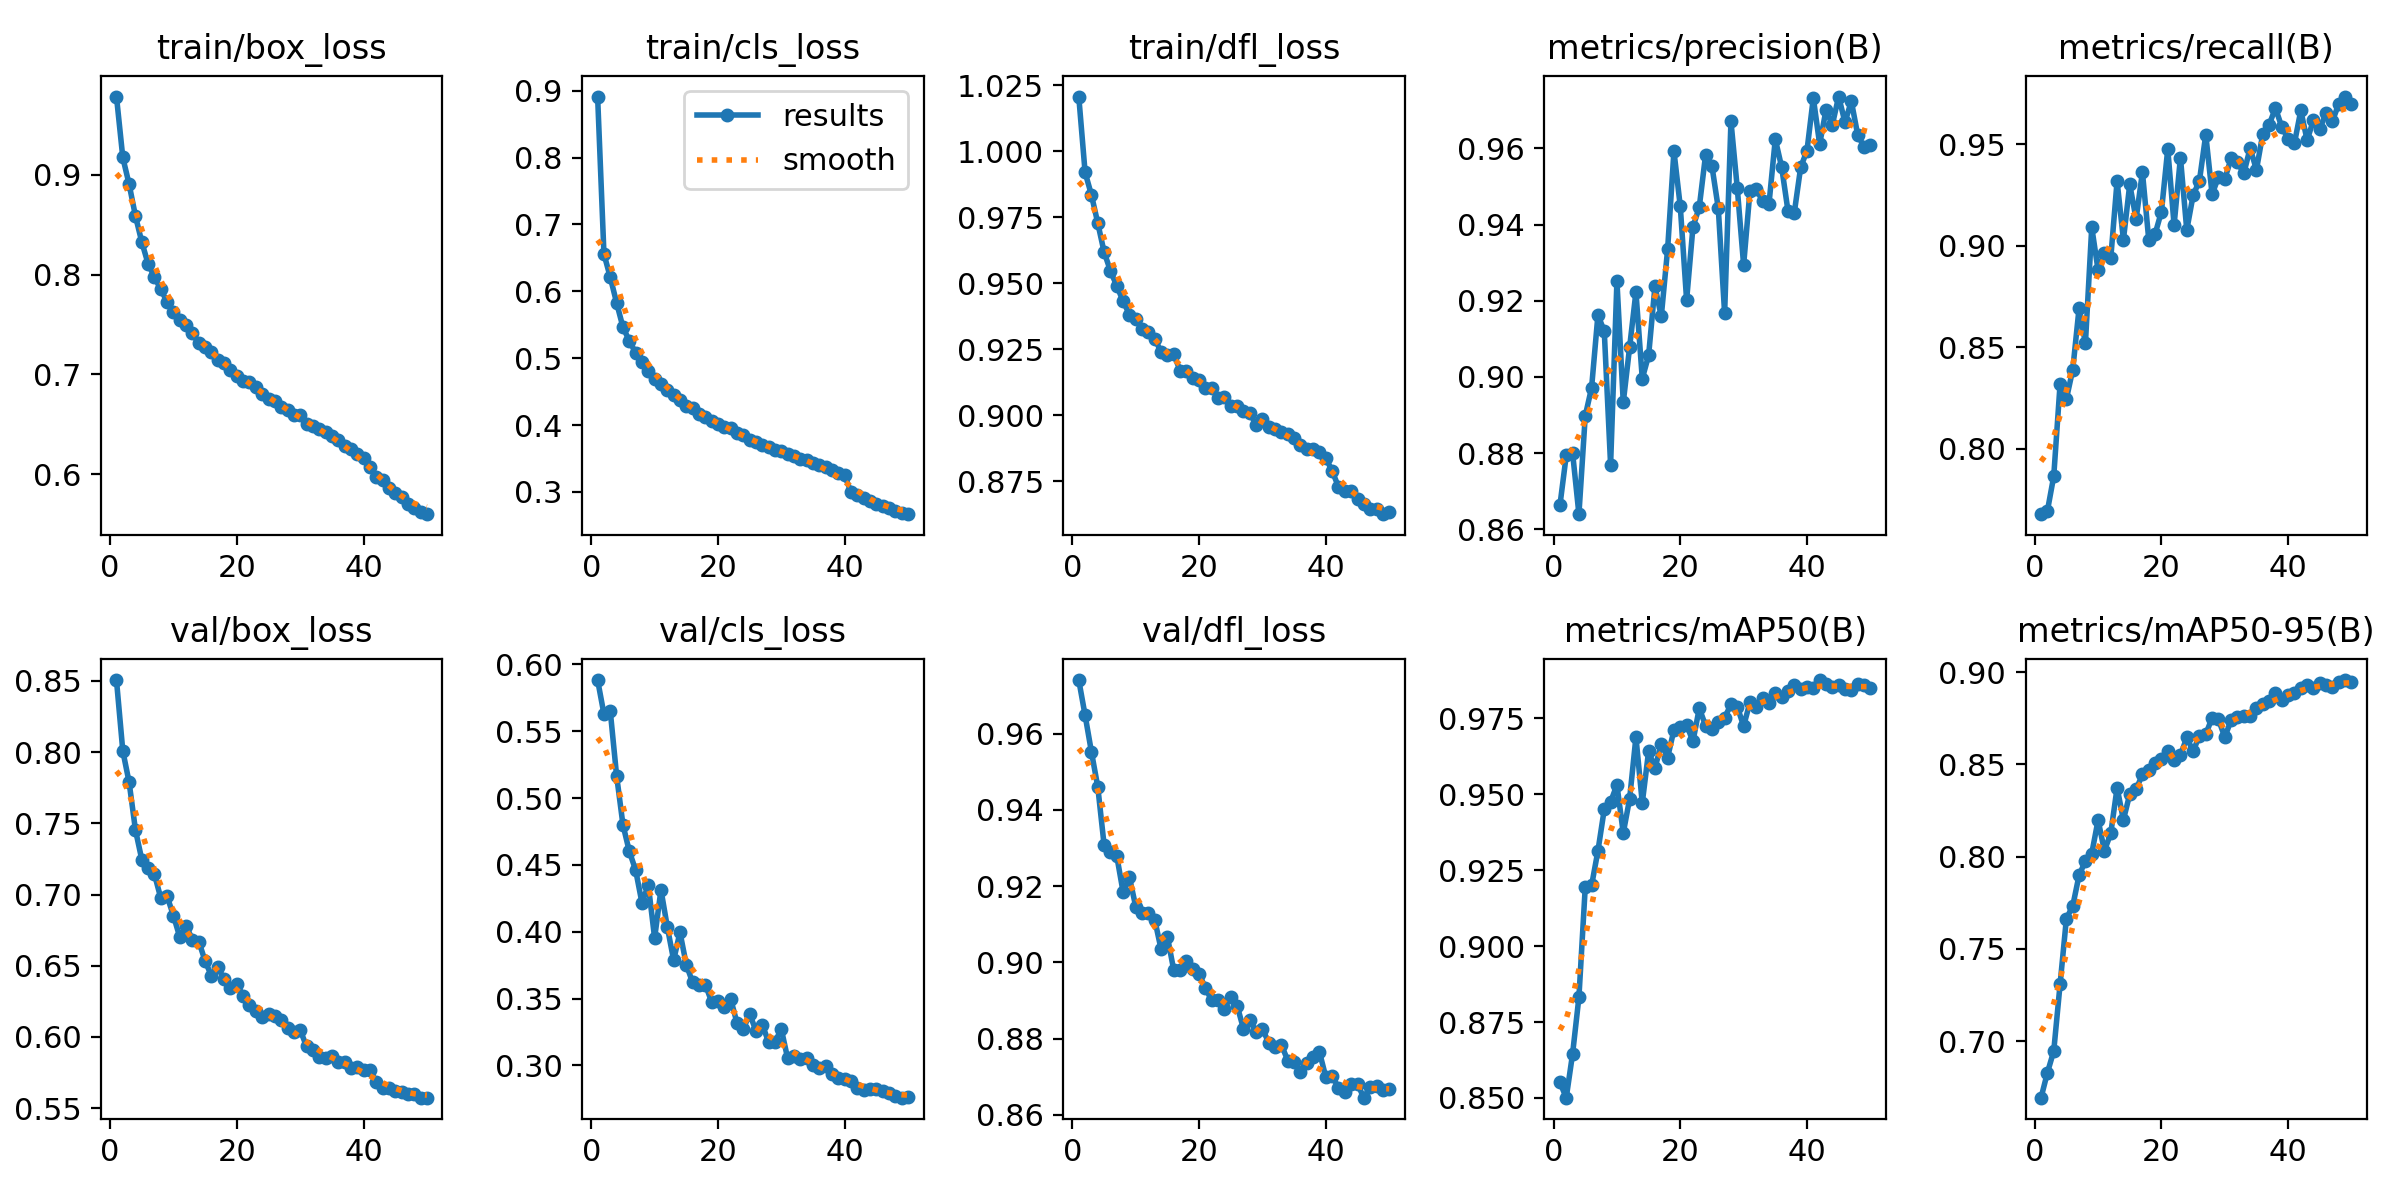 train/box_loss
train/cls_loss
train/dfl_loss
metrics/precision(B)
metrics/recall(B)
0.9
0.8
0.7
0.6
0 20 40
results
smooth
0.9
0.8
0.7
0.6
0.5
0.4
0.3
0 20 40
1.025
1.000
0.975
0.950
0.925
0.900
0.875
0 20 40
0.96
0.94
0.92
0.90
0.88
0.86
0 20 40
0.95
0.90
0.85
0.80
0 20 40
val/box_loss
val/cls_loss
val/dfl_loss
metrics/mAP50(B)
metrics/mAP50-95(B)
0.85
0.80
0.75
0.70
0.65
0.60
0.55
0 20 40
0.60
0.55
0.50
0.45
0.40
0.35
0.30
0 20 40
0.96
0.94
0.92
0.90
0.88
0.86
0 20 40
0.975
0.950
0.925
0.900
0.875
0.850
0 20 40
0.90
0.85
0.80
0.75
0.70
0 20 40